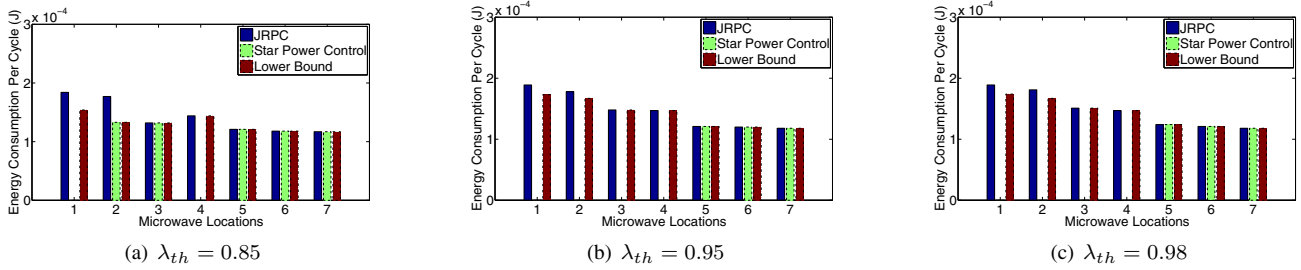 Energy Consumption Per Cycle (J)
x 10^-4
3
2
1
0
JRPC
Star Power Control
Lower Bound
1 2 3 4 5 6 7
Microwave Locations
(a) λ_th = 0.85
Energy Consumption Per Cycle (J)
x 10^-4
3
2
1
0
JRPC
Star Power Control
Lower Bound
1 2 3 4 5 6 7
Microwave Locations
(b) λ_th = 0.95
Energy Consumption Per Cycle (J)
x 10^-4
3
2
1
0
JRPC
Star Power Control
Lower Bound
1 2 3 4 5 6 7
Microwave Locations
(c) λ_th = 0.98